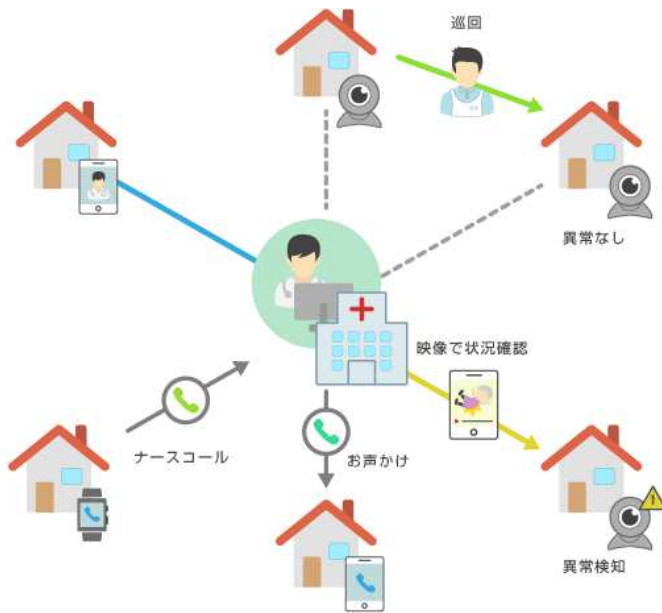 巡回
異常なし
映像で状況確認
ナースコール
お声かけ
異常検知